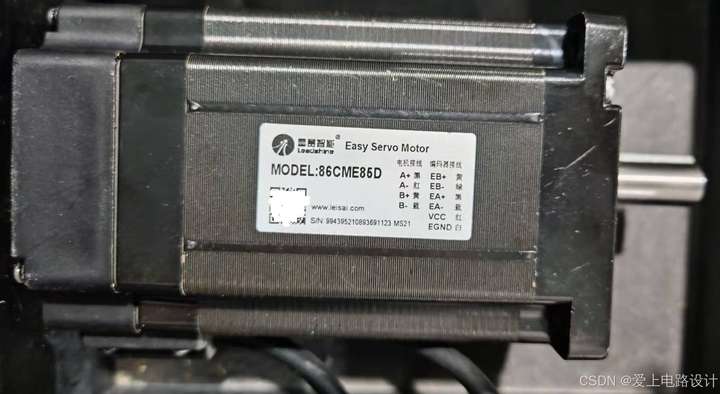 雷赛智能®
Leadshine
Easy Servo Motor
MODEL:86CME85D
www.leisai.com
S/N: 994395210893691123 MS21
电机接线 编码器接线
A+ 黑 EB+ 黄
A- 红 EB- 绿
B+ 黄 EA+ 黑
B- 蓝 EA- 蓝
VCC 红
EGND 白
CSDN @爱上电路设计